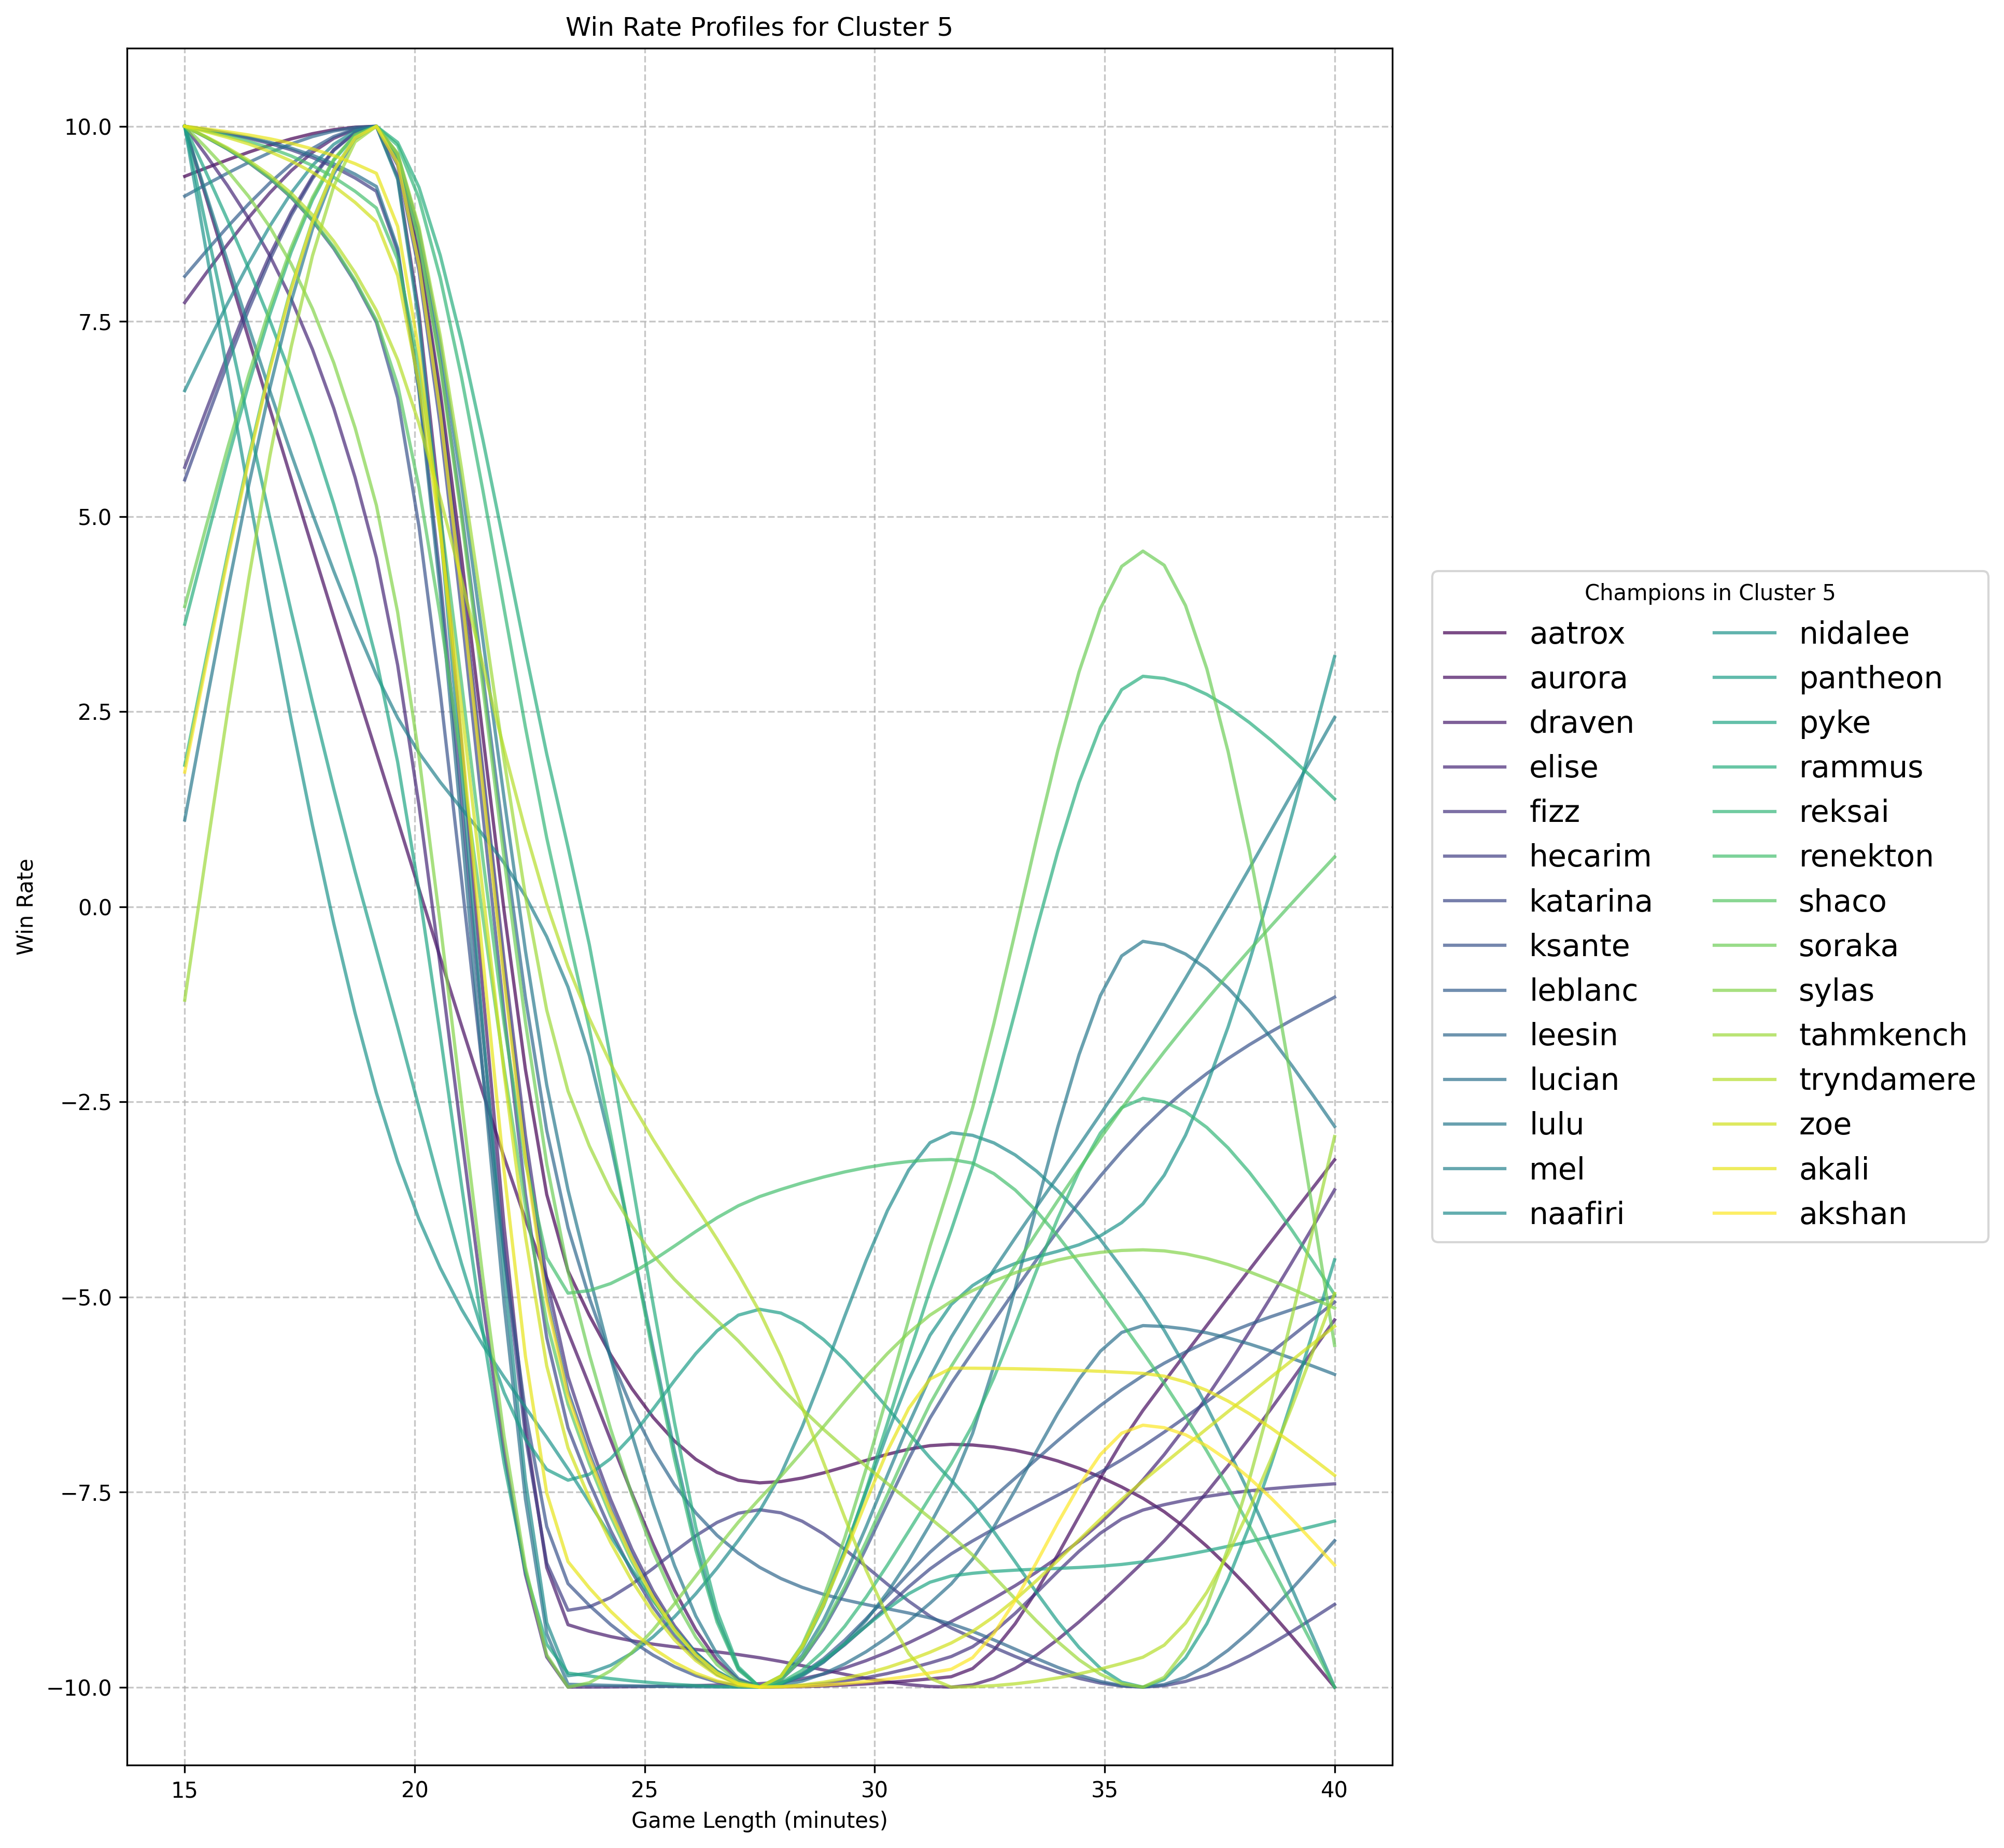 Win Rate Profiles for Cluster 5
10.0
7.5
5.0
2.5
0.0
−2.5
−5.0
−7.5
−10.0
Win Rate
15 20 25 30 35 40
Game Length (minutes)
Champions in Cluster 5
aatrox
aurora
draven
elise
fizz
hecarim
katarina
ksante
leblanc
leesin
lucian
lulu
mel
naafiri
nidalee
pantheon
pyke
rammus
reksai
renekton
shaco
soraka
sylas
tahmkench
tryndamere
zoe
akali
akshan